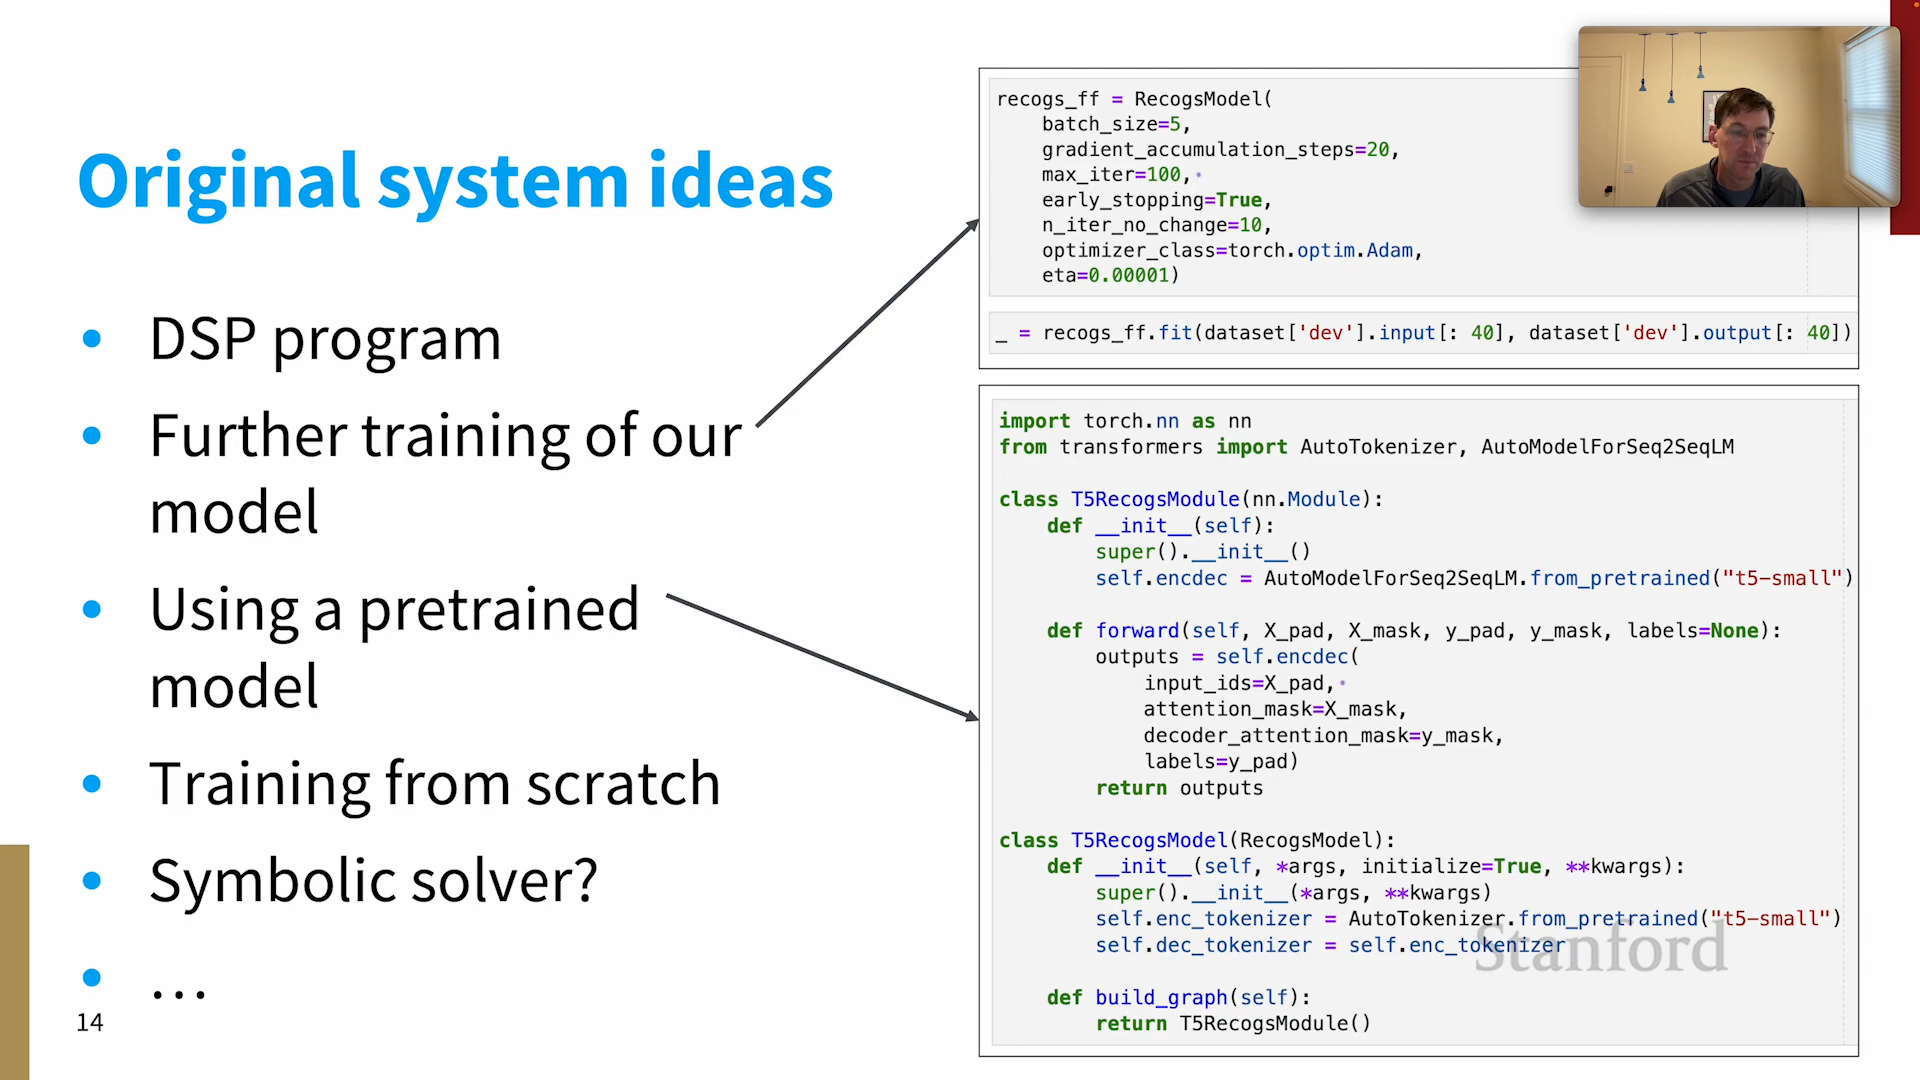 Original system ideas
• DSP program
• Further training of our
model
• Using a pretrained
model
• Training from scratch
• Symbolic solver?
• ...
14
recogs_ff = RecogsModel(
    batch_size=5,
    gradient_accumulation_steps=20,
    max_iter=100,
    early_stopping=True,
    n_iter_no_change=10,
    optimizer_class=torch.optim.Adam,
    eta=0.00001)
_ = recogs_ff.fit(dataset['dev'].input[: 40], dataset['dev'].output[: 40])
import torch.nn as nn
from transformers import AutoTokenizer, AutoModelForSeq2SeqLM
class T5RecogsModule(nn.Module):
    def __init__(self):
        super().__init__()
        self.encdec = AutoModelForSeq2SeqLM.from_pretrained("t5-small")
    def forward(self, X_pad, X_mask, y_pad, y_mask, labels=None):
        outputs = self.encdec(
            input_ids=X_pad,
            attention_mask=X_mask,
            decoder_attention_mask=y_mask,
            labels=y_pad)
        return outputs
class T5RecogsModel(RecogsModel):
    def __init__(self, *args, initialize=True, **kwargs):
        super().__init__(*args, **kwargs)
        self.enc_tokenizer = AutoTokenizer.from_pretrained("t5-small")
        self.dec_tokenizer = self.enc_tokenizer
    def build_graph(self):
        return T5RecogsModule()
Stanford